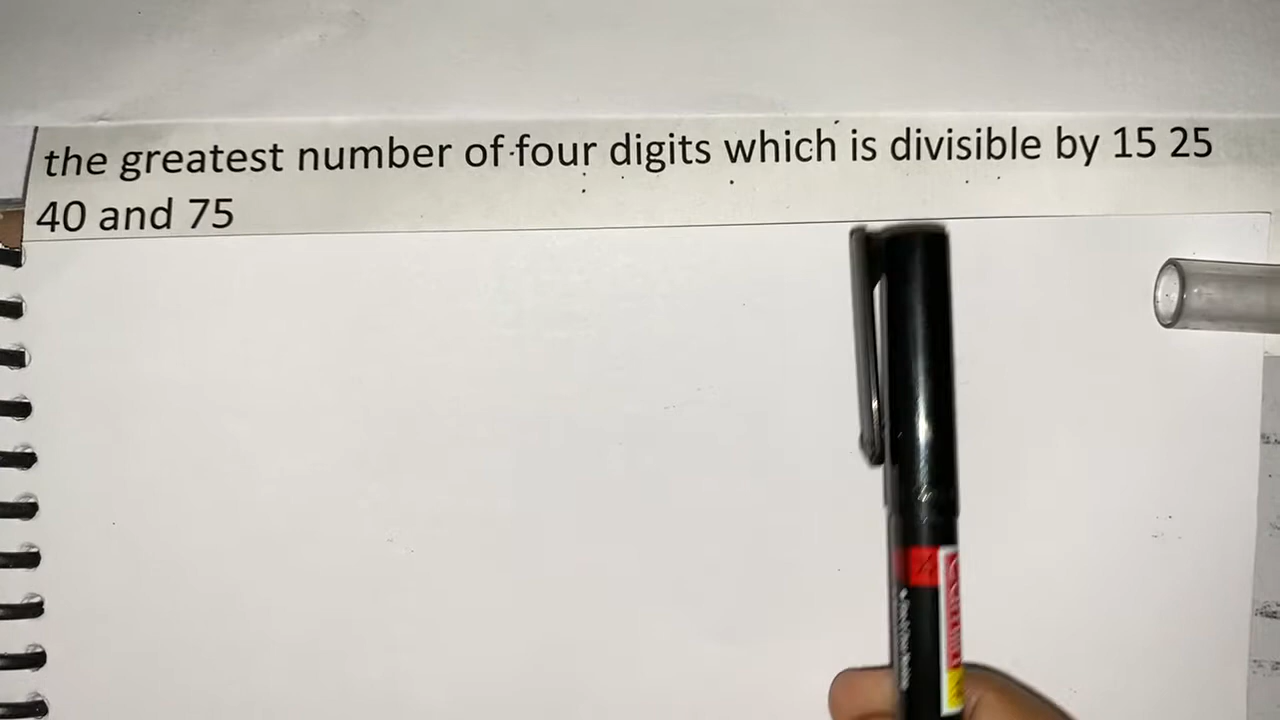 the greatest number of four digits which is divisible by 15 25
40 and 75